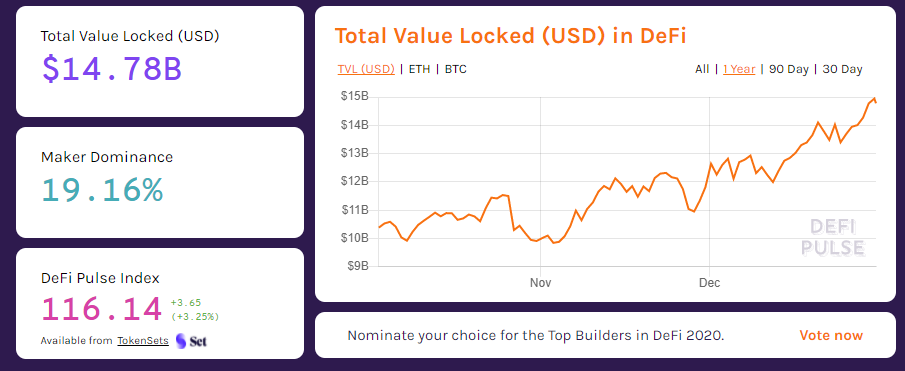 Total Value Locked (USD)
$14.78B
Maker Dominance
19.16%
DeFi Pulse Index
116.14
+3.65
(+3.25%)
Available from TokenSets Set
Total Value Locked (USD) in DeFi
TVL (USD) | ETH | BTC
All | 1 Year | 90 Day | 30 Day
$15B
$14B
$13B
$12B
$11B
$10B
$9B
Nov Dec
DEFI
PULSE
Nominate your choice for the Top Builders in DeFi 2020. Vote now